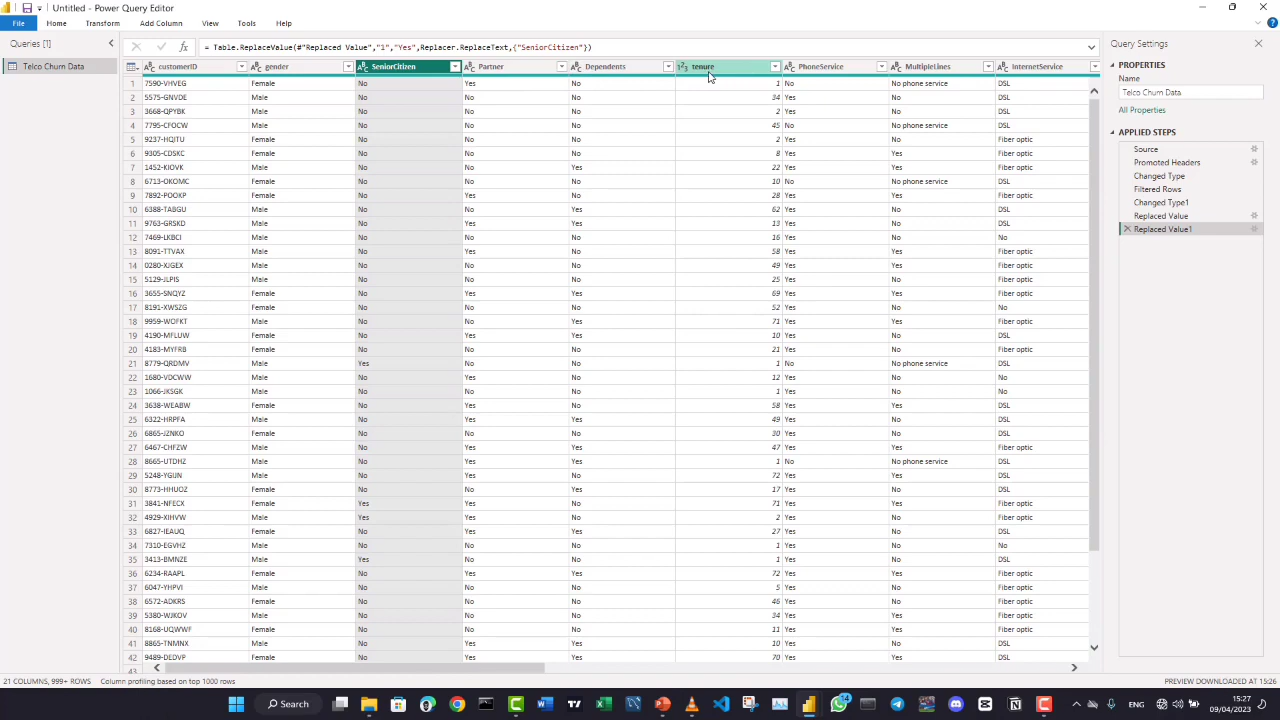 Untitled - Power Query Editor
File Home Transform Add Column View Tools Help
Queries [1]
Telco Churn Data
= Table.ReplaceValue(#"Replaced Value","1","Yes",Replacer.ReplaceText,{"SeniorCitizen"})
customerID gender SeniorCitizen Partner Dependents tenure PhoneService MultipleLines InternetService
1 7590-VHVEG Female No Yes No 1 No No phone service DSL
2 5575-GNVDE Male No No No 34 Yes No DSL
3 3668-QPYBK Male No No No 2 Yes No DSL
4 7795-CFOCW Male No No No 45 No No phone service DSL
5 9237-HQITU Female No No No 2 Yes No Fiber optic
6 9305-CDSKC Female No No No 8 Yes Yes Fiber optic
7 1452-KIOVK Male No No Yes 22 Yes Yes Fiber optic
8 6713-OKOMC Female No No No 10 No No phone service DSL
9 7892-POOKP Female No Yes No 28 Yes Yes Fiber optic
10 6388-TABGU Male No No Yes 62 Yes No DSL
11 9763-GRSKD Male No Yes Yes 13 Yes No DSL
12 7469-LKBCI Male No No No 16 Yes No No
13 8091-TTVAX Male No Yes No 58 Yes Yes Fiber optic
14 0280-XJGEX Male No No No 49 Yes Yes Fiber optic
15 5129-JLPIS Male No No No 25 Yes No Fiber optic
16 3655-SNQYZ Female No Yes Yes 69 Yes Yes Fiber optic
17 8191-XWSZG Female No No No 52 Yes No No
18 9959-WOFKT Male No No Yes 71 Yes Yes Fiber optic
19 4190-MFLUW Female No Yes Yes 10 Yes No DSL
20 4183-MYFRB Female No No No 21 Yes No Fiber optic
21 8779-QRDMV Male Yes No No 1 No No phone service DSL
22 1680-VDCWW Male No Yes No 12 Yes No No
23 1066-JKSGK Male No No No 1 Yes No No
24 3638-WEABW Female No Yes No 58 Yes Yes DSL
25 6322-HRPFA Male No Yes Yes 49 Yes No DSL
26 6865-JZNKO Female No No No 30 Yes No DSL
27 6467-CHFZW Male No Yes Yes 47 Yes Yes Fiber optic
28 8665-UTDHZ Male No Yes No 1 No No phone service DSL
29 5248-YGIJN Male No Yes No 72 Yes Yes DSL
30 8773-HHUOZ Female No No Yes 17 Yes No DSL
31 3841-NFECX Female Yes Yes No 71 Yes Yes Fiber optic
32 4929-XIHVW Male Yes Yes No 2 Yes No Fiber optic
33 6827-IEAUQ Female No Yes Yes 27 Yes No DSL
34 7310-EGVHZ Male No No No 1 Yes No No
35 3413-BMNZE Male Yes No No 1 Yes No DSL
36 6234-RAAPL Female No Yes Yes 72 Yes Yes Fiber optic
37 6047-YHPVI Male No No No 5 Yes No Fiber optic
38 6572-ADKRS Female No No No 46 Yes No Fiber optic
39 5380-WJKOV Male No No No 34 Yes Yes Fiber optic
40 8168-UQWWF Female No No No 11 Yes Yes Fiber optic
41 8865-TNMNX Male No Yes Yes 10 Yes No DSL
42 9489-DEDVP Female No Yes Yes 70 Yes Yes DSL
43
Query Settings
PROPERTIES
Name
Telco Churn Data
All Properties
APPLIED STEPS
Source
Promoted Headers
Changed Type
Filtered Rows
Changed Type1
Replaced Value
Replaced Value1
21 COLUMNS, 999+ ROWS Column profiling based on top 1000 rows
PREVIEW DOWNLOADED AT 15:26
Search
14
ENG
15:27
09/04/2023